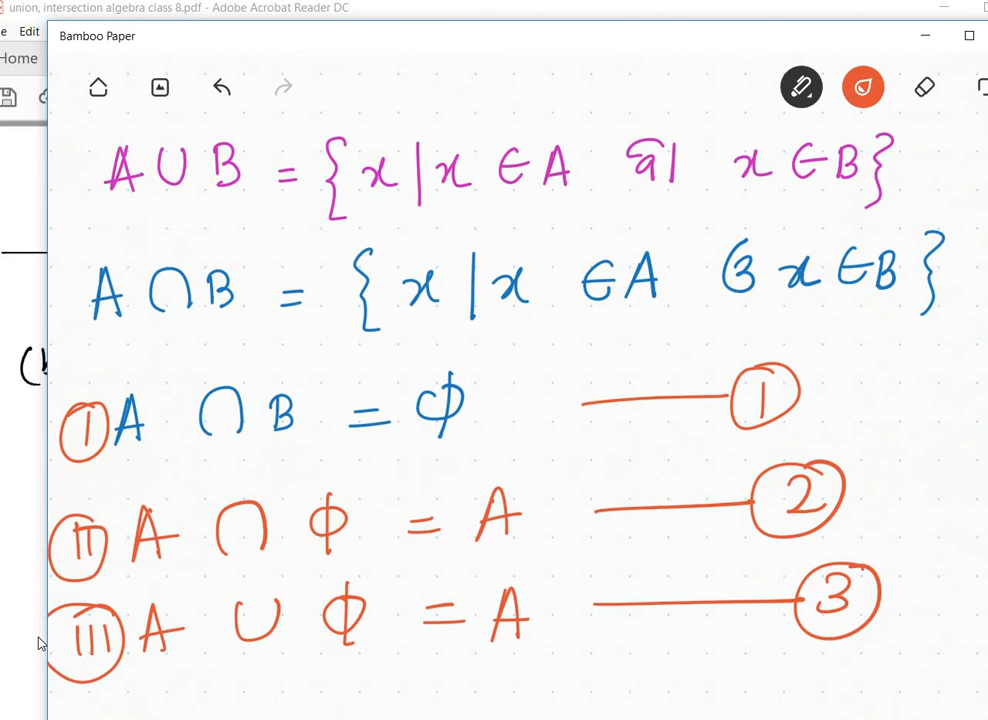 union, intersection algebra class 8.pdf - Adobe Acrobat Reader DC
e Edit
Bamboo Paper
Home
A ∪ B = {x | x ∈ A বা x ∈ B}
A ∩ B = {x | x ∈ A ও x ∈ B}
(i) A ∩ B = Φ —— (1)
(ii) A ∩ Φ = A —— (2)
(iii) A ∪ Φ = A —— (3)